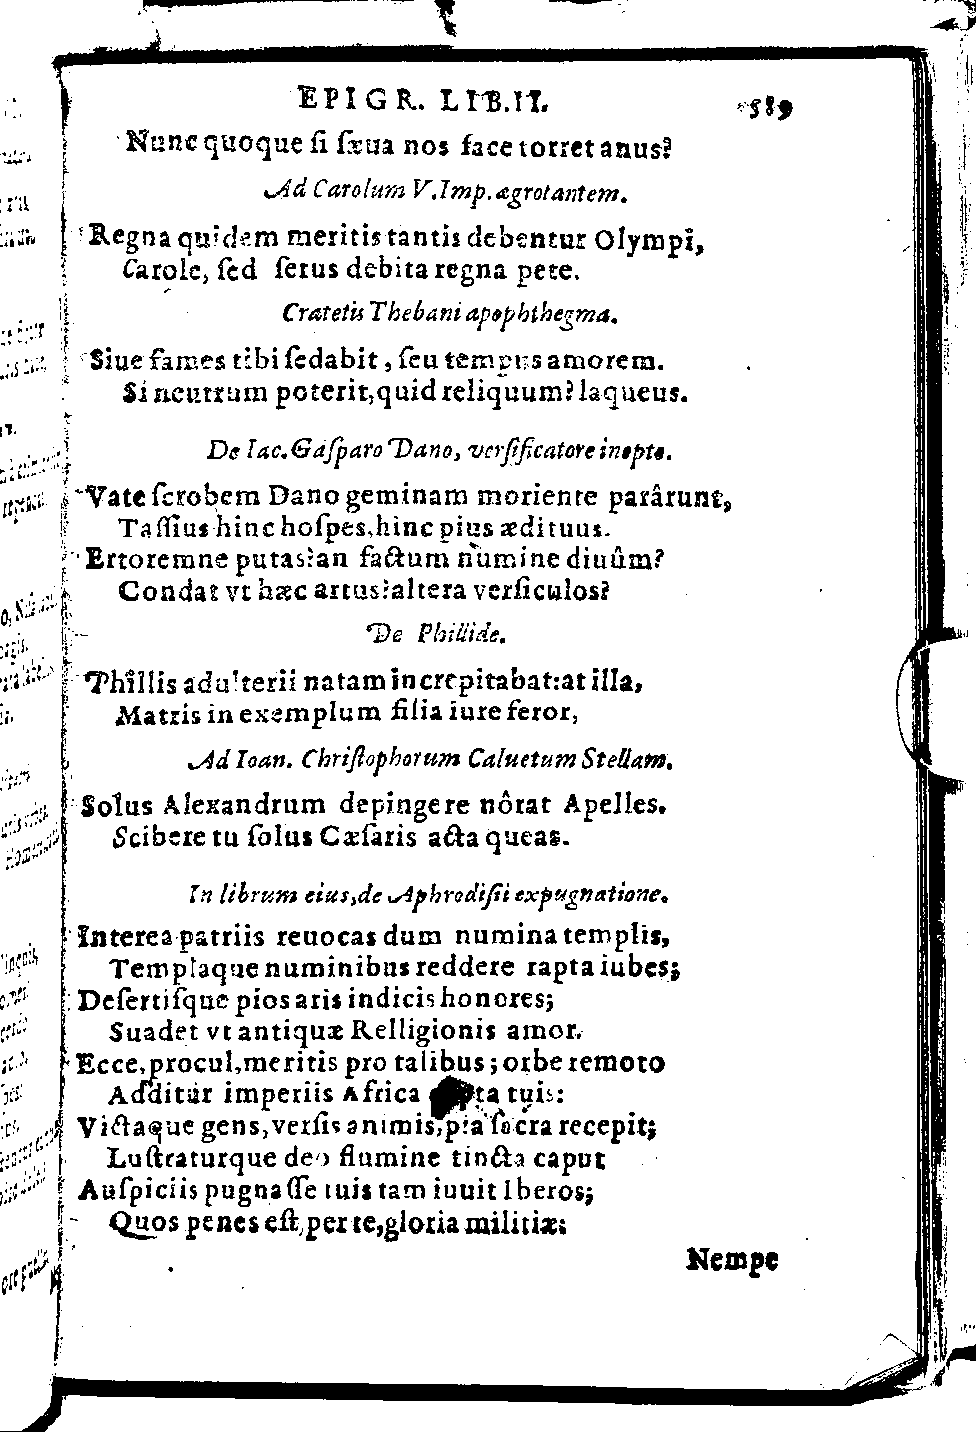 EPIGR. LIB. II. 589
Nunc quoque si sæua nos face torret anus?
Ad Carolum V. Imp. ægrotantem.
Regna quidem meritis tantis debentur Olympi,
Carole, sed serus debita regna pete.
Cratetis Thebani apophthegma.
Siue fames tibi sedabit, seu tempus amorem.
Si neutrum poterit, quid reliquum? laqueus.
De Iac. Gasparo Dano, versificatore inepto.
Vate scrobem Dano geminam moriente parârunt,
Tassius hinc hospes, hinc pius ædituus.
Erroremne putas? an factum numine diuûm?
Condat vt hæc artus? altera versiculos?
De Phillide.
Phillis adulterii natam increpitabat: at illa,
Matris in exemplum filia iure feror,
Ad Ioan. Christophorum Caluetum Stellam.
Solus Alexandrum depingere nôrat Apelles.
Scibere tu solus Cæsaris acta queas.
In librum eius, de Aphrodisii expugnatione.
Interea patriis reuocas dum numina templis,
Templaque numinibus reddere rapta iubes;
Desertisque pios aris indicis honores;
Suadet vt antiquæ Relligionis amor.
Ecce, procul, meritis pro talibus; orbe remoto
Additur imperiis Africa tuis:
Victaque gens, versis animis, pia sacra recepit;
Lustraturque deo flumine tincta caput
Auspiciis pugnasse tuis tam iuuit Iberos;
Quos penes est, per te, gloria militiæ:
Nempe